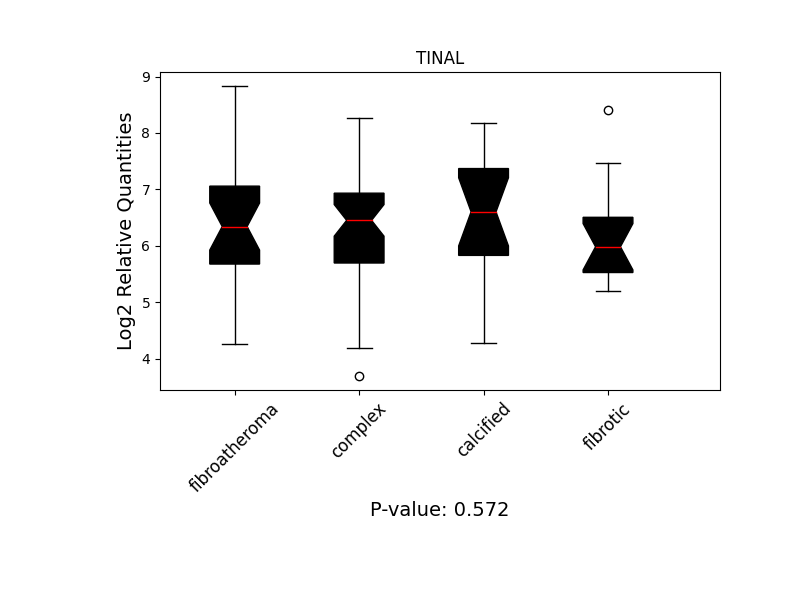 TINAL
Log2 Relative Quantities
9
8
7
6
5
4
fibroatheroma
complex
calcified
fibrotic
P-value: 0.572